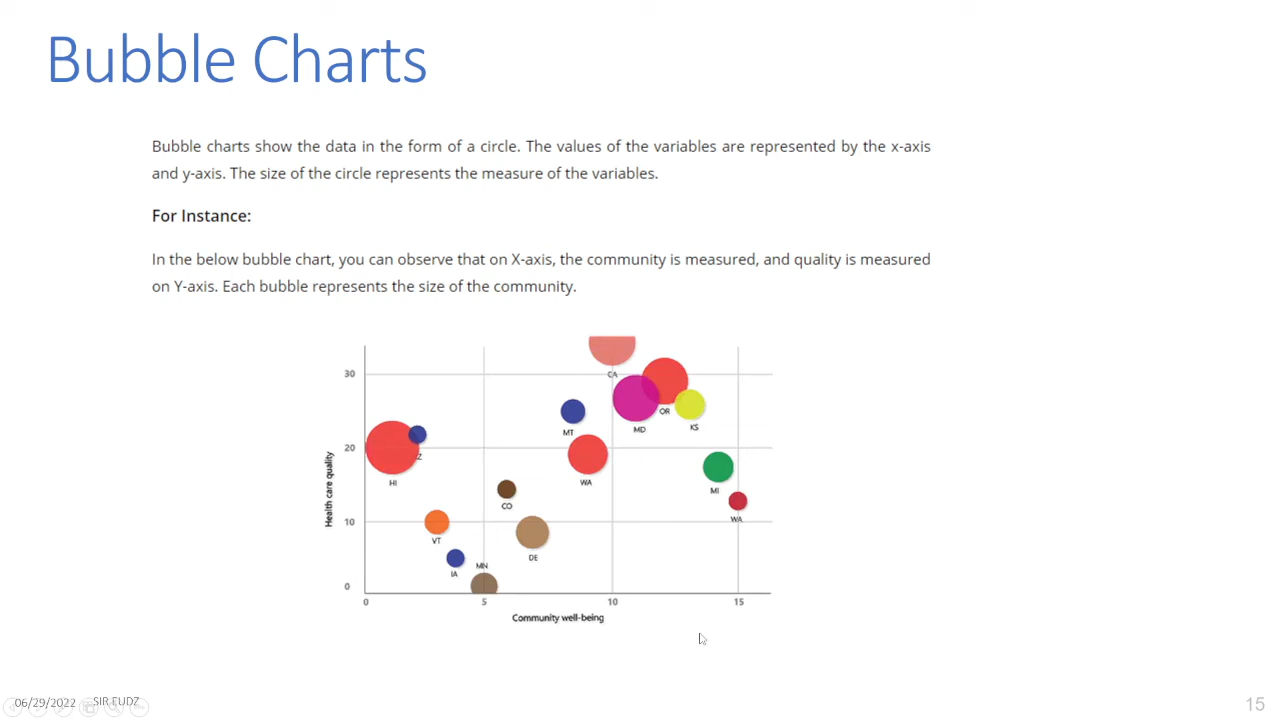 Bubble Charts
Bubble charts show the data in the form of a circle. The values of the variables are represented by the x-axis
and y-axis. The size of the circle represents the measure of the variables.
For Instance:
In the below bubble chart, you can observe that on X-axis, the community is measured, and quality is measured
on Y-axis. Each bubble represents the size of the community.
30
20
10
0
Health care quality
CA
OR
MD
KS
MT
Z
HI
WA
MI
CO
WA
VT
DE
IA
MN
0 5 10 15
Community well-being
06/29/2022 SIR EUDZ
15